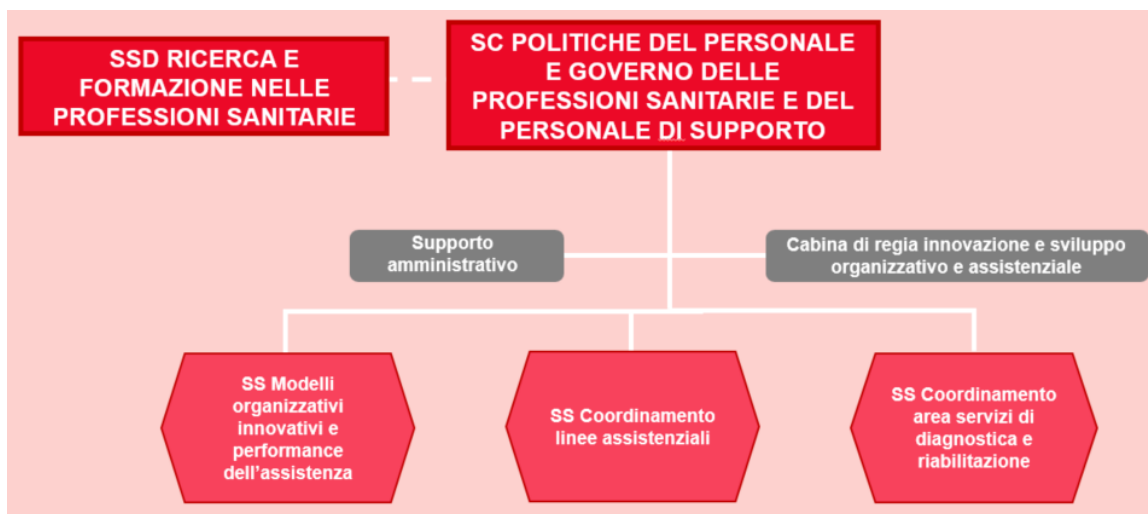 SSD RICERCA E
FORMAZIONE NELLE
PROFESSIONI SANITARIE
SC POLITICHE DEL PERSONALE
E GOVERNO DELLE
PROFESSIONI SANITARIE E DEL
PERSONALE DI SUPPORTO
Supporto
amministrativo
Cabina di regia innovazione e sviluppo
organizzativo e assistenziale
SS Modelli
organizzativi
innovativi e
performance
dell'assistenza
SS Coordinamento
linee assistenziali
SS Coordinamento
area servizi di
diagnostica e
riabilitazione